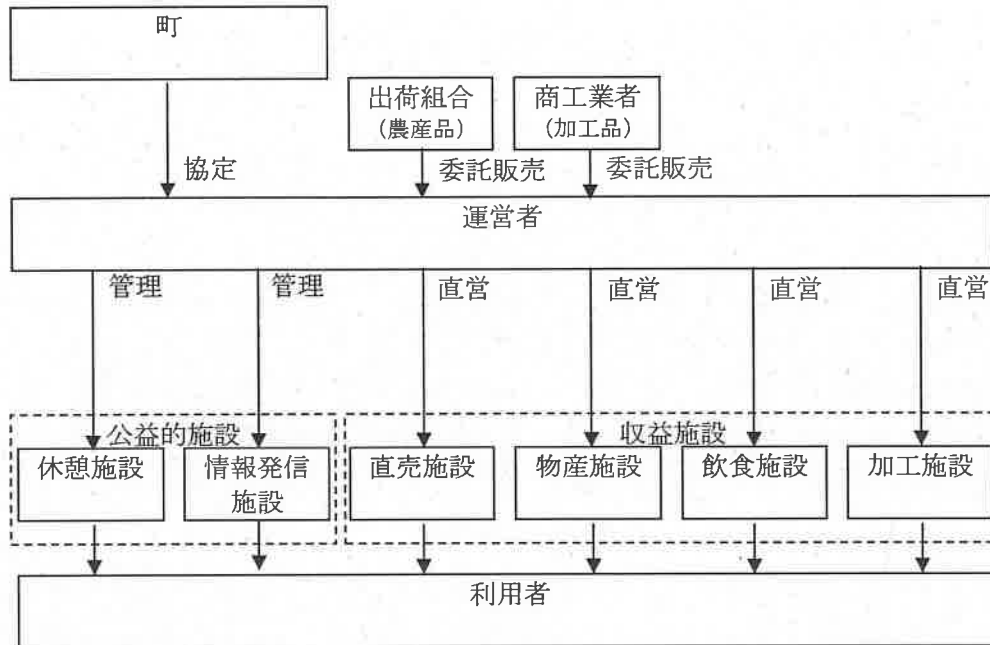 町
出荷組合
（農産品）
商工業者
（加工品）
協定
委託販売
委託販売
運営者
管理
管理
直営
直営
直営
直営
公益的施設
収益施設
休憩施設
情報発信
施設
直売施設
物産施設
飲食施設
加工施設
利用者